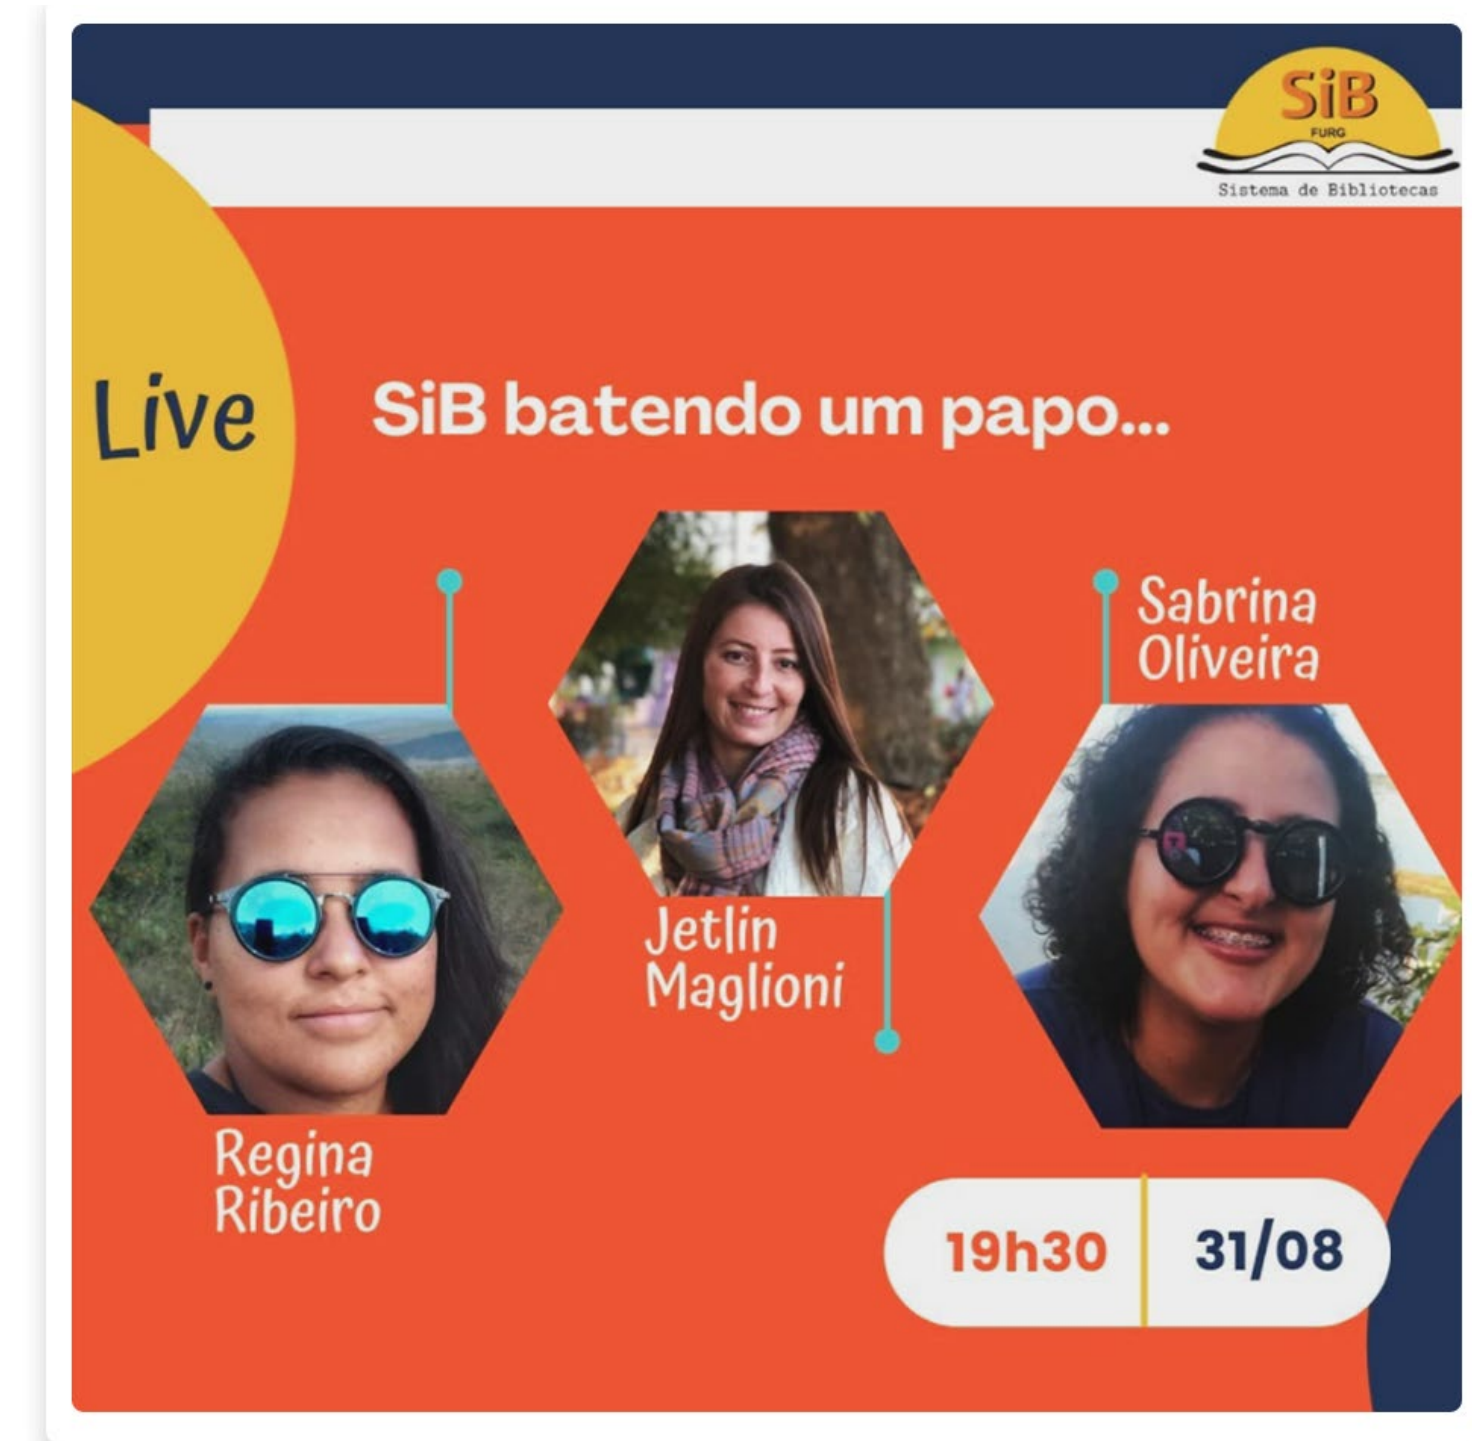 SiB
FURG
Sistema de Bibliotecas
Live
SiB batendo um papo...
Sabrina
Oliveira
Jetlin
Maglioni
Regina
Ribeiro
19h30
31/08